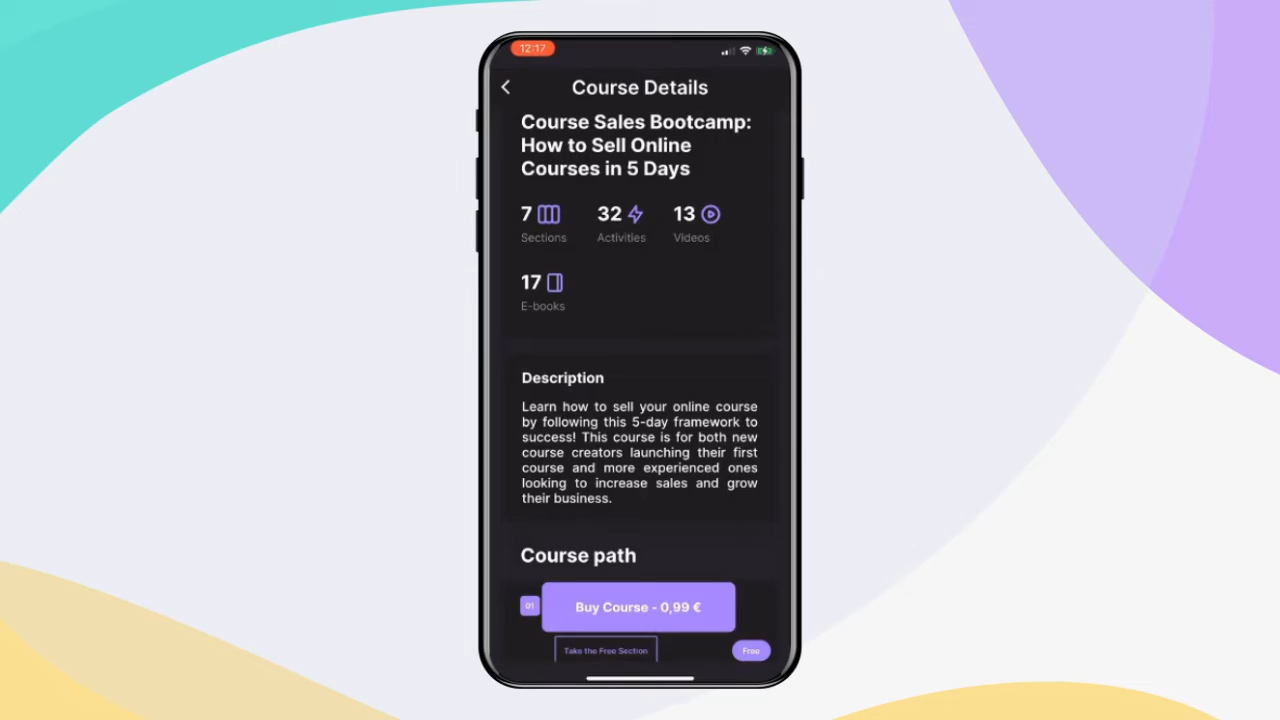 12:17
Course Details
Course Sales Bootcamp:
How to Sell Online
Courses in 5 Days
7 32 13
Sections Activities Videos
17
E-books
Description
Learn how to sell your online course
by following this 5-day framework to
success! This course is for both new
course creators launching their first
course and more experienced ones
looking to increase sales and grow
their business.
Course path
01 Buy Course - 0,99 €
Take the Free Section Free